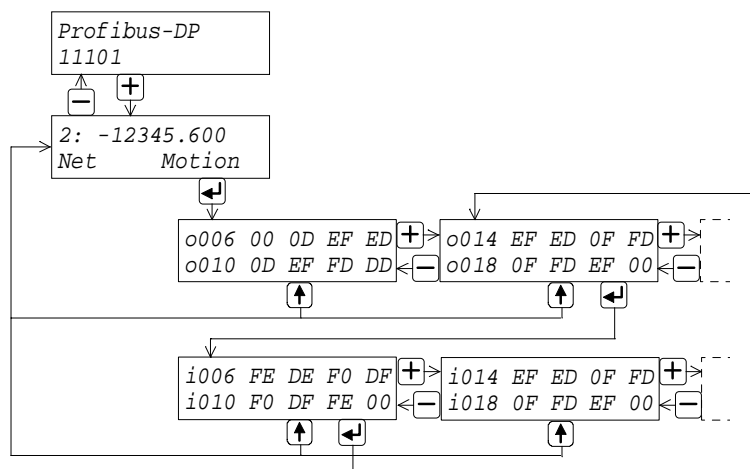 Profibus-DP
11101
2: -12345.600
Net Motion
o006 00 0D EF ED
o010 0D EF FD DD
o014 EF ED 0F FD
o018 0F FD EF 00
i006 FE DE F0 DF
i010 F0 DF FE 00
i014 EF ED 0F FD
i018 0F FD EF 00